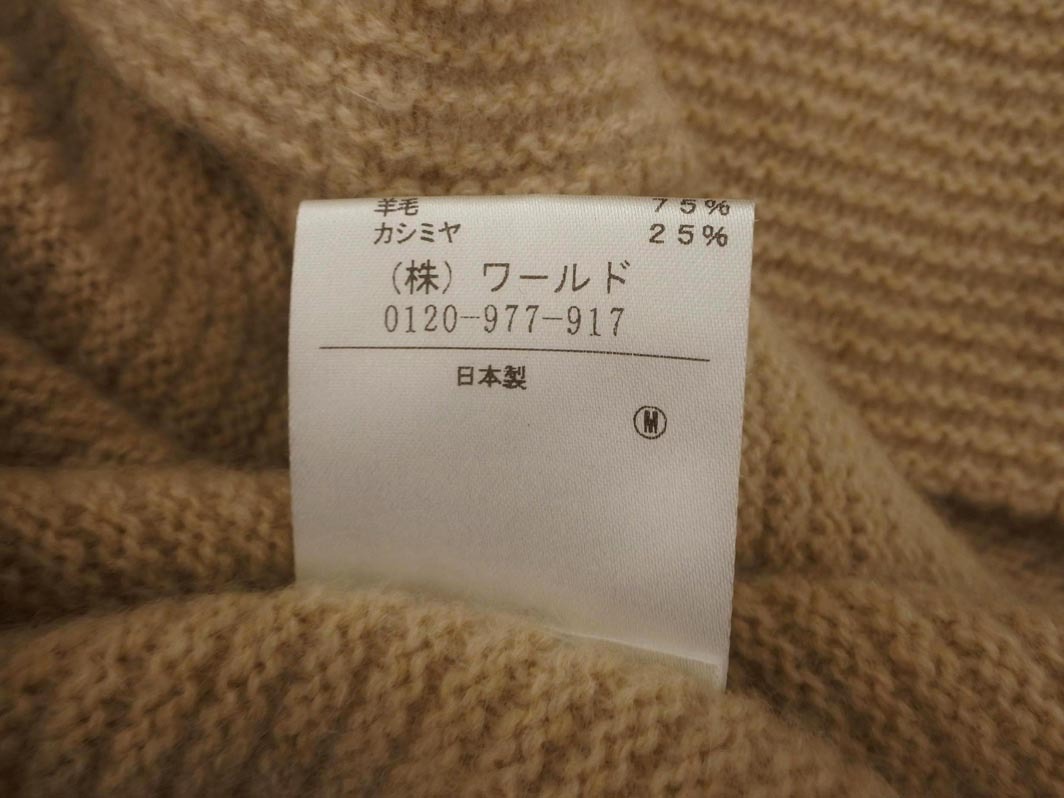 羊毛 75%
カシミヤ 25%
(株) ワールド
0120-977-917
日本製
Ⓜ